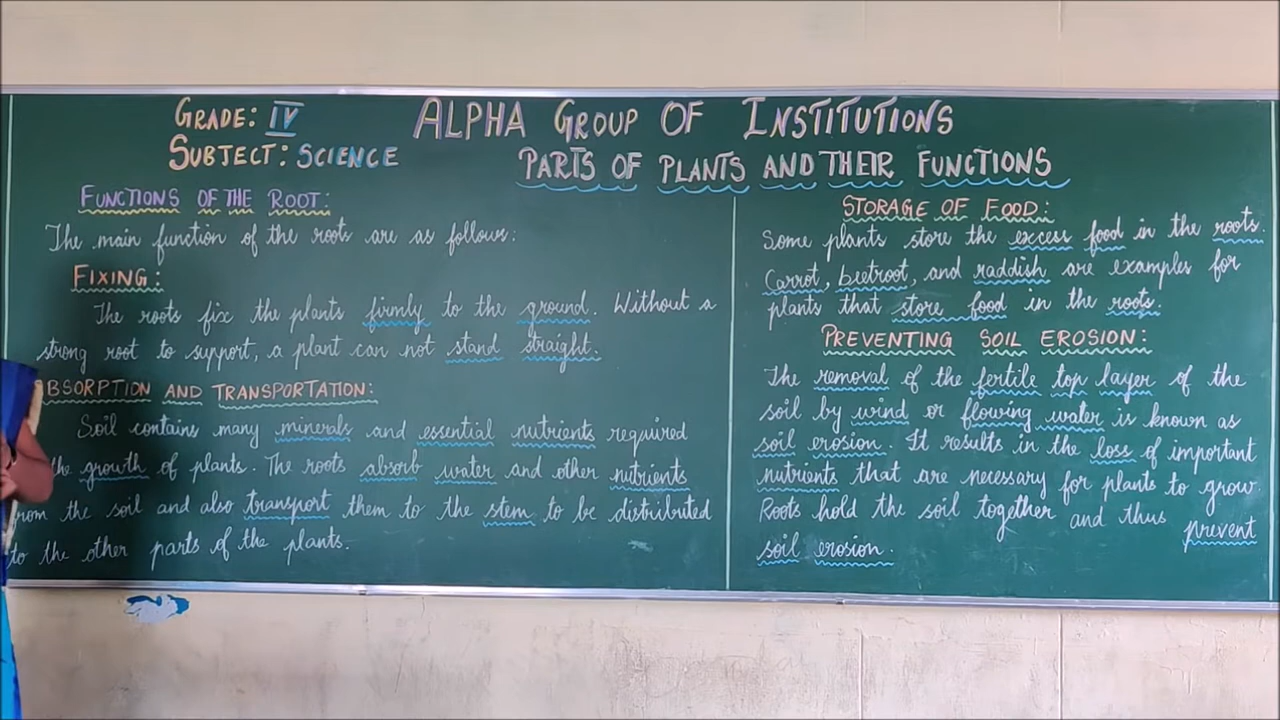 GRADE: IV
ALPHA GROUP OF INSTITUTIONS
SUBJECT: SCIENCE
PARTS OF PLANTS AND THEIR FUNCTIONS
FUNCTIONS OF THE ROOT:
The main function of the roots are as follows:
FIXING:
The roots fix the plants firmly to the ground. Without a
strong root to support, a plant can not stand straight.
BSORPTION AND TRANSPORTATION:
Soil contains many minerals and essential nutrients required
the growth of plants. The roots absorb water and other nutrients
from the soil and also transport them to the stem to be distributed
to the other parts of the plants.
STORAGE OF FOOD:
Some plants store the excess food in the roots.
Carrot, beetroot, and raddish are examples for
plants that store food in the roots.
PREVENTING SOIL EROSION:
The removal of the fertile top layer of the
soil by wind or flowing water is known as
soil erosion. It results in the loss of important
nutrients that are necessary for plants to grow.
Roots hold the soil together and thus prevent
soil erosion.